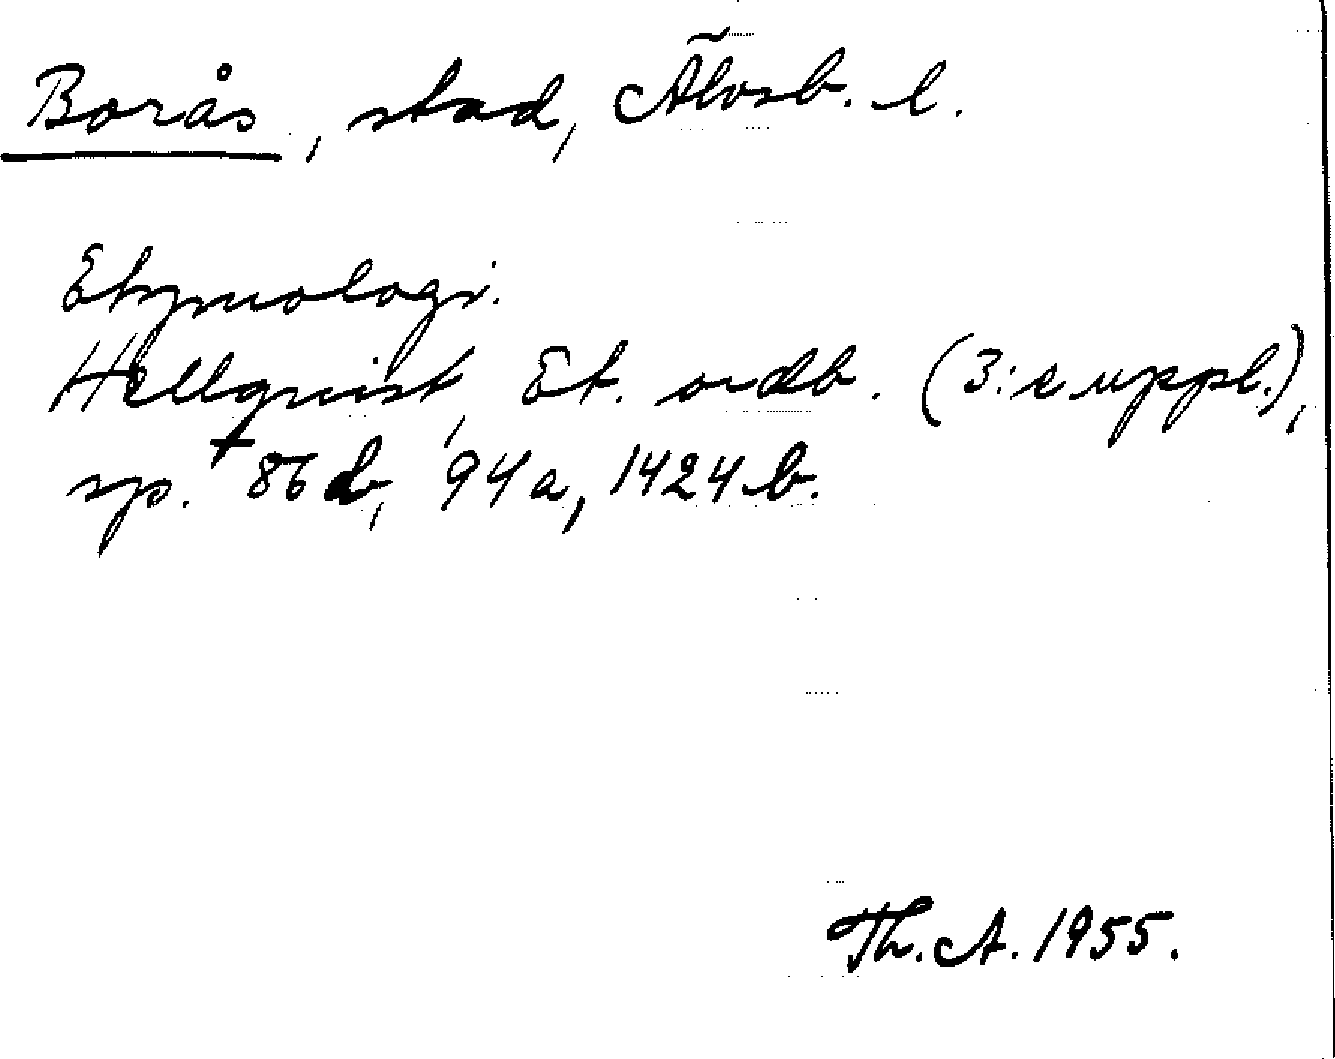 Borås, stad, Älvsb. l.
Etymologi.
Hellquist, Et. ordb. (3:e uppl.),
sp. + 86 b, 94 a, 1424 b.
Th. A. 1955.